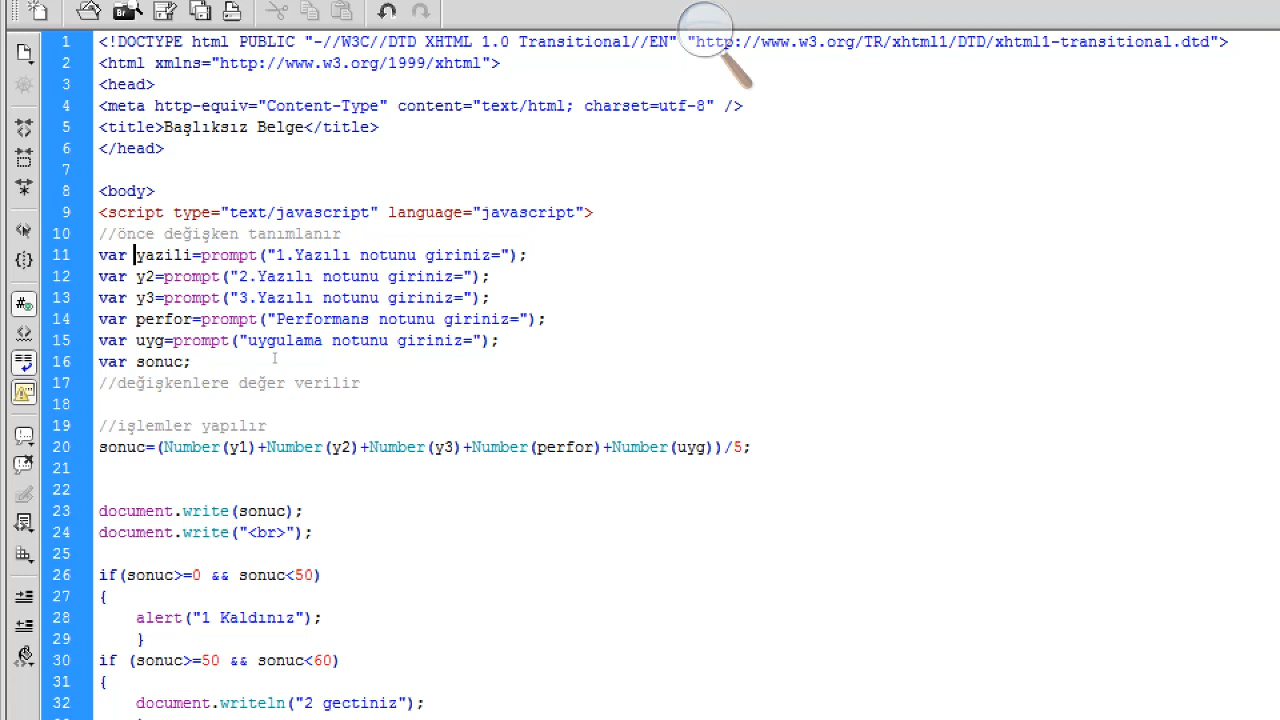 1 <!DOCTYPE html PUBLIC "-//W3C//DTD XHTML 1.0 Transitional//EN" "http://www.w3.org/TR/xhtml1/DTD/xhtml1-transitional.dtd">
2 <html xmlns="http://www.w3.org/1999/xhtml">
3 <head>
4 <meta http-equiv="Content-Type" content="text/html; charset=utf-8" />
5 <title>Başlıksız Belge</title>
6 </head>
7
8 <body>
9 <script type="text/javascript" language="javascript">
10 //önce değişken tanımlanır
11 var yazili=prompt("1.Yazılı notunu giriniz=");
12 var y2=prompt("2.Yazılı notunu giriniz=");
13 var y3=prompt("3.Yazılı notunu giriniz=");
14 var perfor=prompt("Performans notunu giriniz=");
15 var uyg=prompt("uygulama notunu giriniz=");
16 var sonuc;
17 //değişkenlere değer verilir
18
19 //işlemler yapılır
20 sonuc=(Number(y1)+Number(y2)+Number(y3)+Number(perfor)+Number(uyg))/5;
21
22
23 document.write(sonuc);
24 document.write("<br>");
25
26 if(sonuc>=0 && sonuc<50)
27 {
28 alert("1 Kaldınız");
29 }
30 if (sonuc>=50 && sonuc<60)
31 {
32 document.writeln("2 gectiniz");